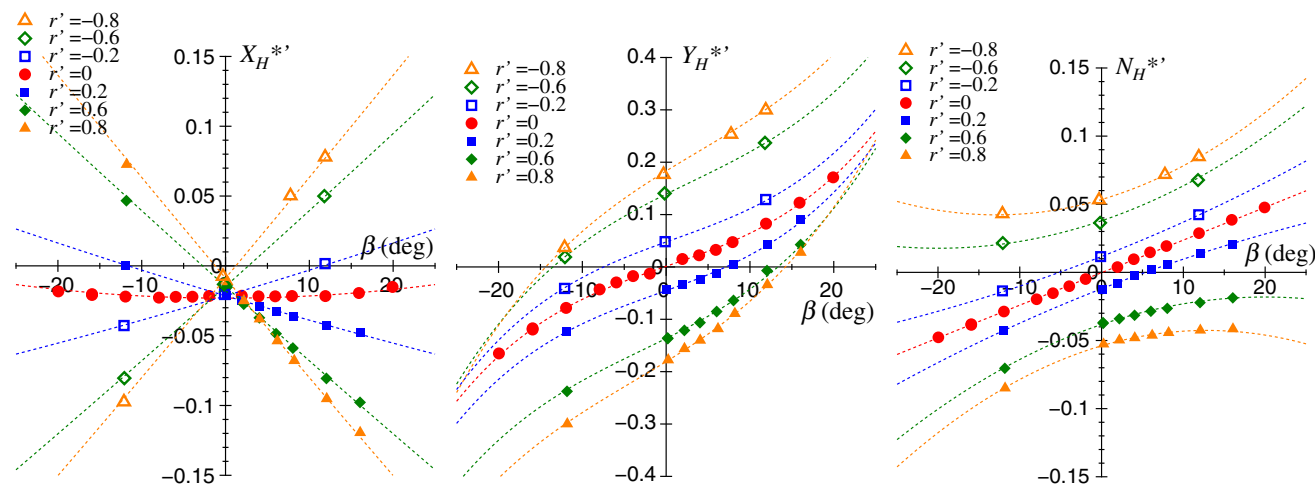 r' =−0.8
r' =−0.6
r' =−0.2
r' =0
r' =0.2
r' =0.6
r' =0.8
X_H*'
0.15
0.1
0.05
0
−0.05
−0.1
−0.15
−20
−10
10
20
β (deg)
r' =−0.8
r' =−0.6
r' =−0.2
r' =0
r' =0.2
r' =0.6
r' =0.8
Y_H*'
0.4
0.3
0.2
0.1
0
−0.1
−0.2
−0.3
−0.4
−20
−10
10
20
β (deg)
r' =−0.8
r' =−0.6
r' =−0.2
r' =0
r' =0.2
r' =0.6
r' =0.8
N_H*'
0.15
0.1
0.05
0
−0.05
−0.1
−0.15
−20
−10
10
20
β (deg)